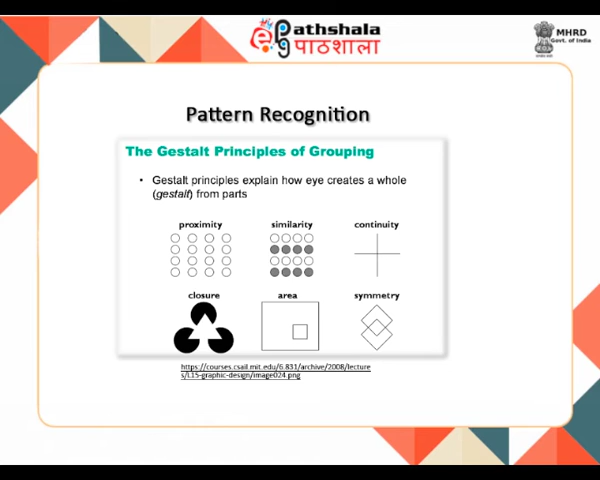 Pathshala
पाठशाला
MHRD
Govt. of India
Pattern Recognition
The Gestalt Principles of Grouping
• Gestalt principles explain how eye creates a whole
(gestalt) from parts
proximity similarity continuity
closure area symmetry
https://courses.csail.mit.edu/6.831/archive/2008/lecture
s/L15-graphic-design/image024.png